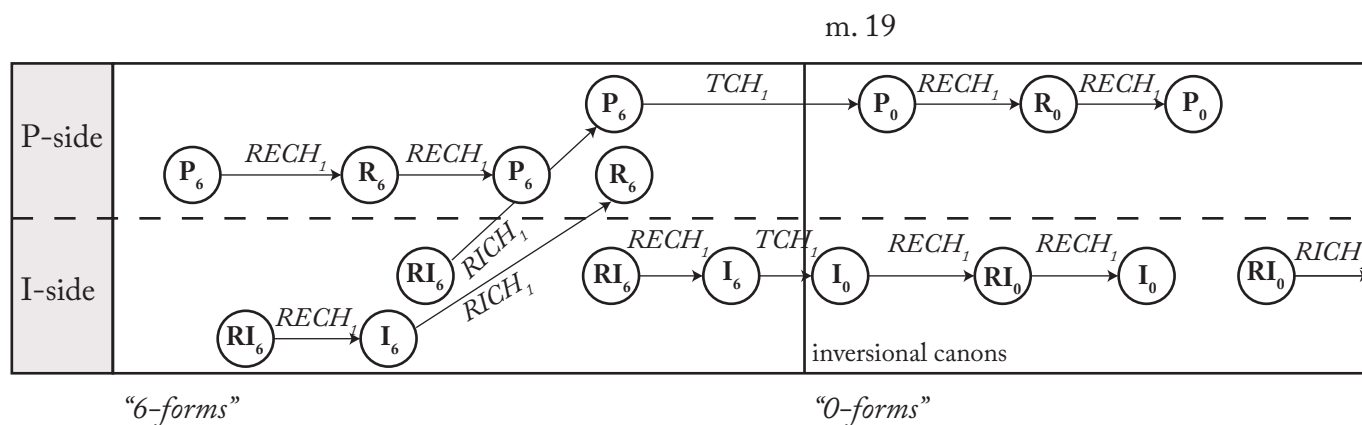 m. 19
P-side
I-side
P₆ RECH₁ R₆ RECH₁ P₆
P₆ TCH₁ P₀ RECH₁ R₀ RECH₁ P₀
R₆
RI₆ RICH₁
RI₆ RECH₁ I₆ RICH₁
RI₆ RECH₁ I₆ TCH₁ I₀ RECH₁ RI₀ RECH₁ I₀
RI₀ RICH
inversional canons
“6-forms”
“0-forms”